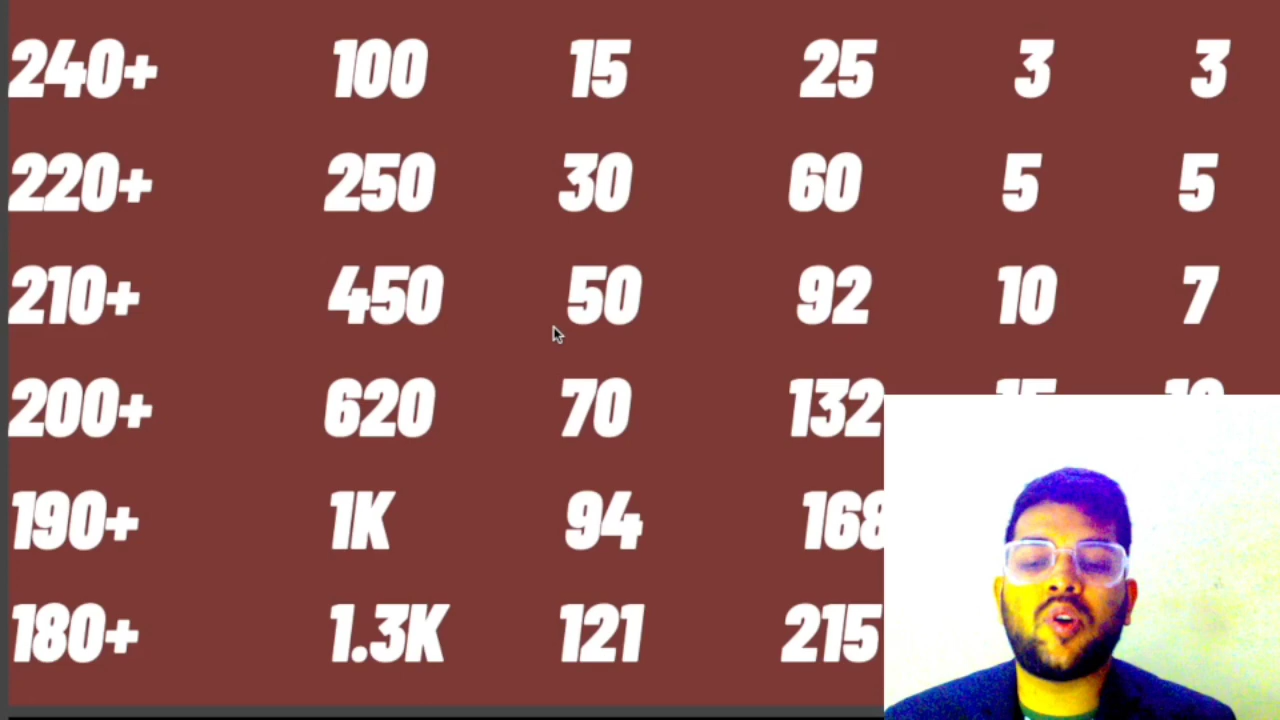 240+ 100 15 25 3 3
220+ 250 30 60 5 5
210+ 450 50 92 10 7
200+ 620 70 132
190+ 1K 94 168
180+ 1.3K 121 215